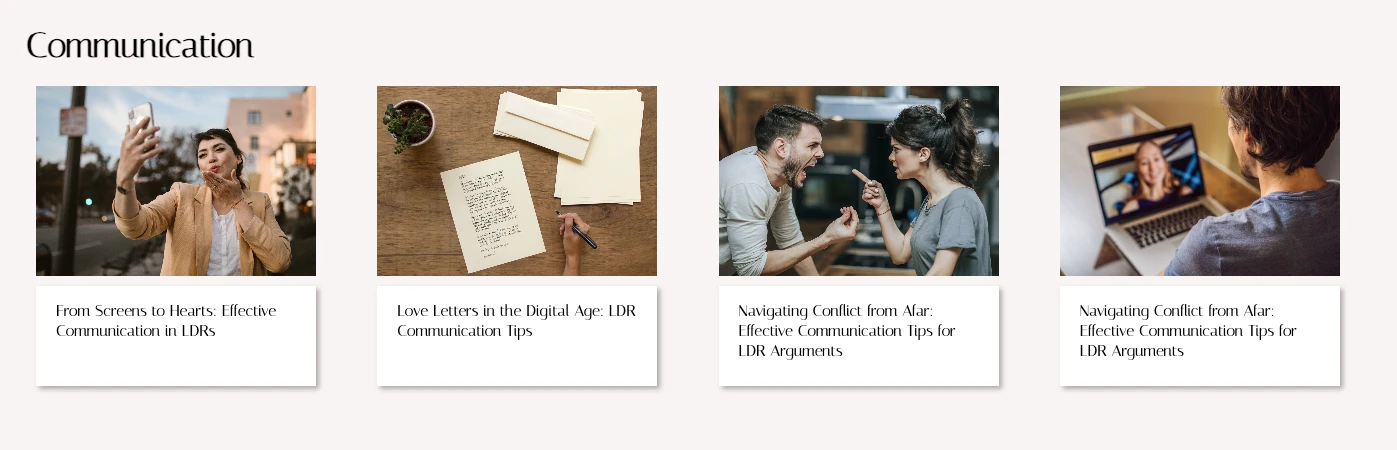 Communication
From Screens to Hearts: Effective
Communication in LDRs
Love Letters in the Digital Age: LDR
Communication Tips
Navigating Conflict from Afar:
Effective Communication Tips for
LDR Arguments
Navigating Conflict from Afar:
Effective Communication Tips for
LDR Arguments